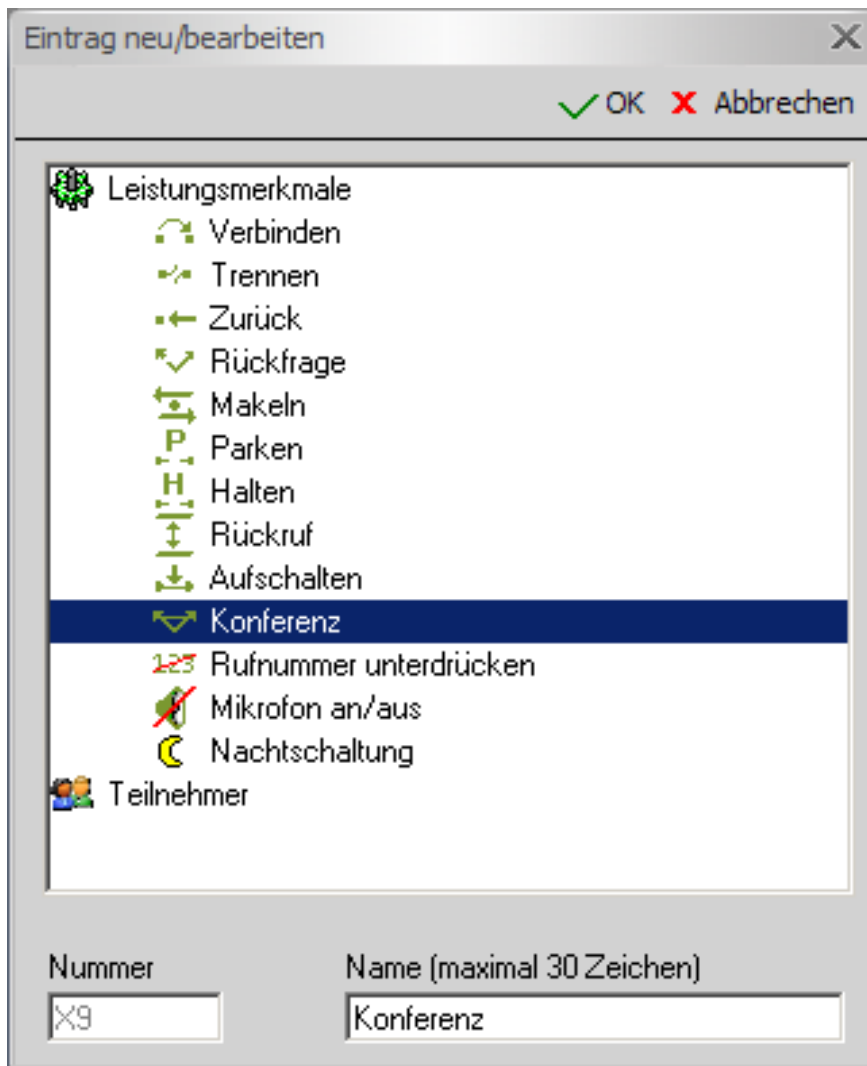 Eintrag neu/bearbeiten
OK Abbrechen
Leistungsmerkmale
Verbinden
Trennen
Zurück
Rückfrage
Makeln
P Parken
H Halten
Rückruf
Aufschalten
Konferenz
123 Rufnummer unterdrücken
Mikrofon an/aus
Nachtschaltung
Teilnehmer
Nummer Name (maximal 30 Zeichen)
X9 Konferenz